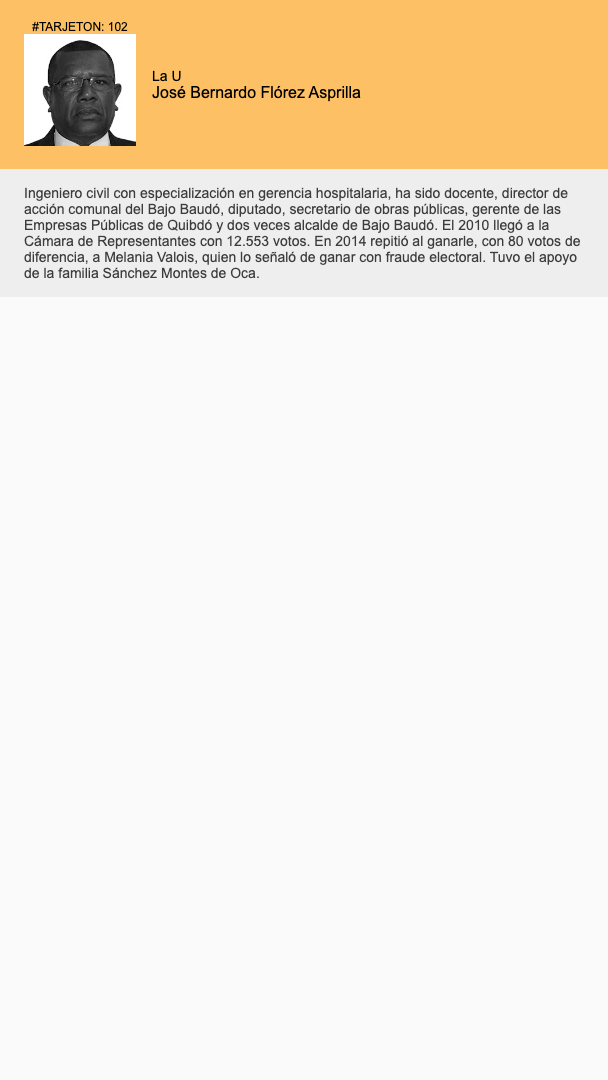 #TARJETON: 102
La U
José Bernardo Flórez Asprilla
Ingeniero civil con especialización en gerencia hospitalaria, ha sido docente, director de
acción comunal del Bajo Baudó, diputado, secretario de obras públicas, gerente de las
Empresas Públicas de Quibdó y dos veces alcalde de Bajo Baudó. El 2010 llegó a la
Cámara de Representantes con 12.553 votos. En 2014 repitió al ganarle, con 80 votos de
diferencia, a Melania Valois, quien lo señaló de ganar con fraude electoral. Tuvo el apoyo
de la familia Sánchez Montes de Oca.